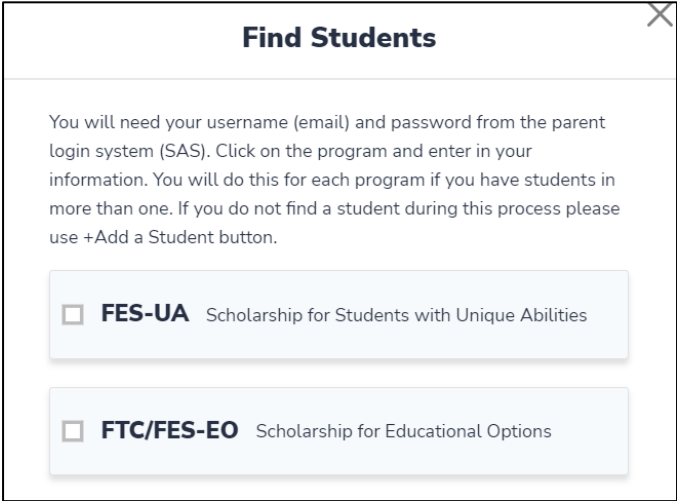 Find Students
You will need your username (email) and password from the parent
login system (SAS). Click on the program and enter in your
information. You will do this for each program if you have students in
more than one. If you do not find a student during this process please
use +Add a Student button.
FES-UA Scholarship for Students with Unique Abilities
FTC/FES-EO Scholarship for Educational Options